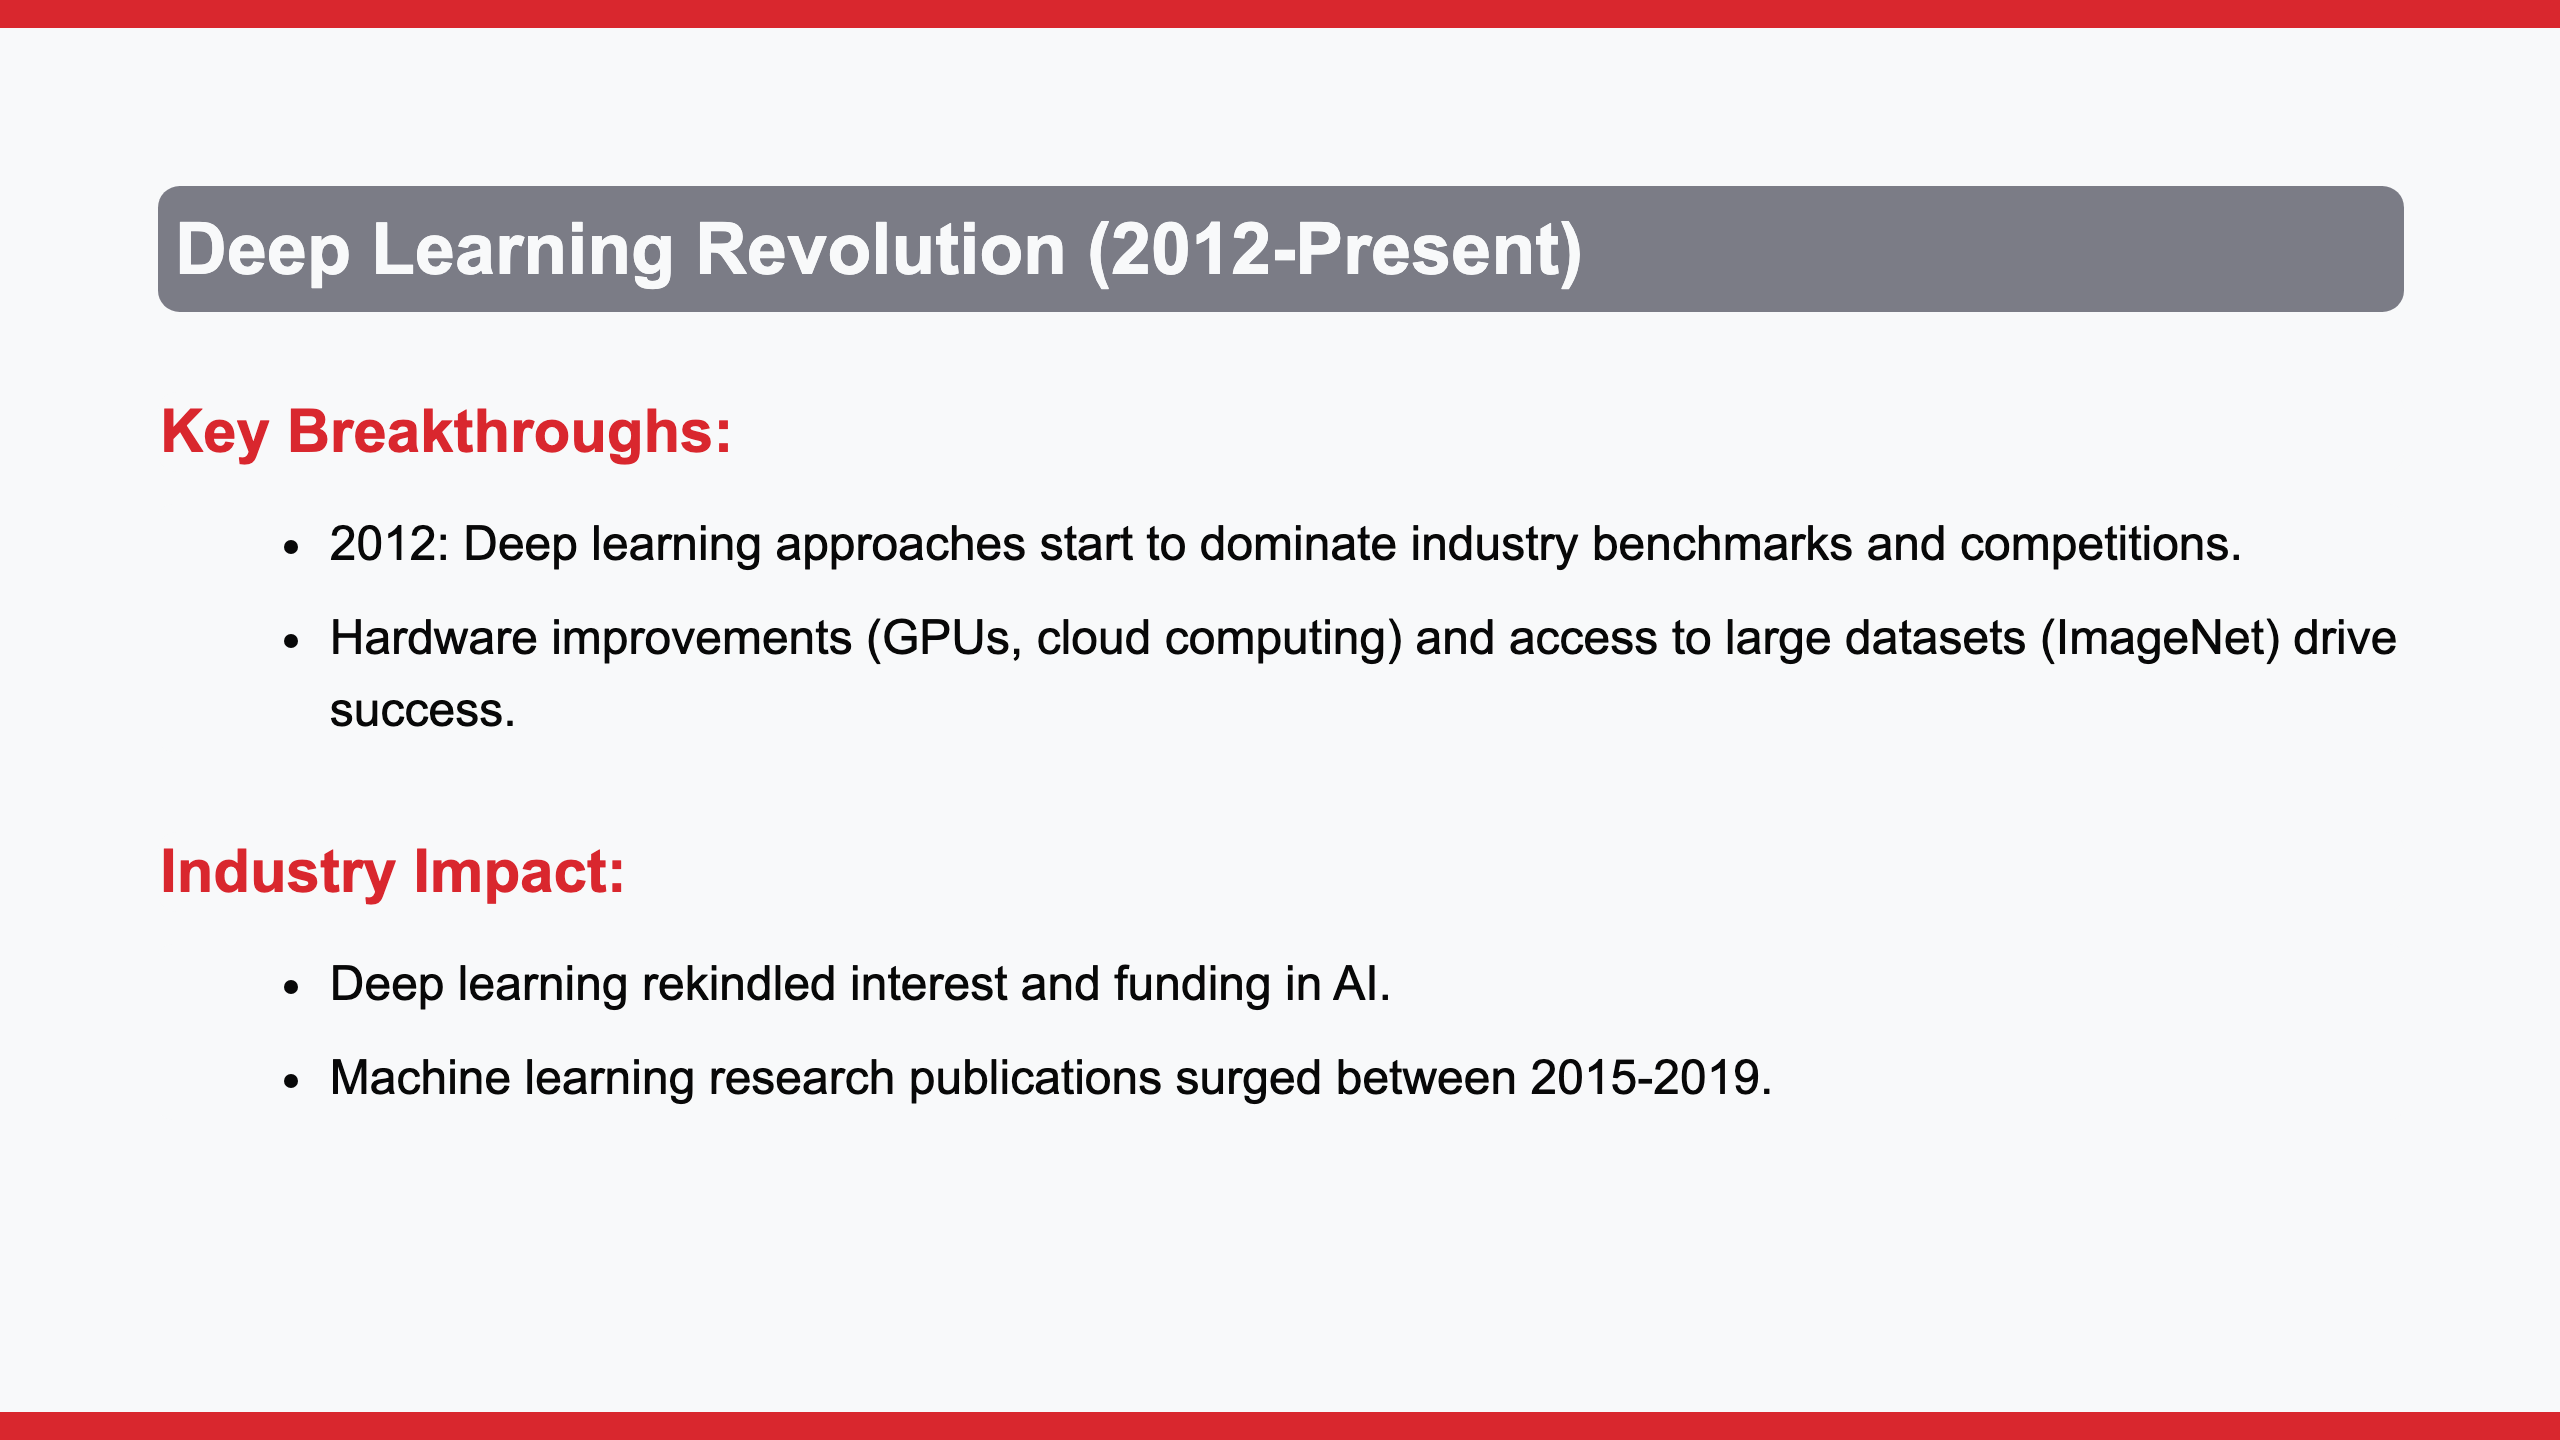 Deep Learning Revolution (2012-Present)
Key Breakthroughs:
• 2012: Deep learning approaches start to dominate industry benchmarks and competitions.
• Hardware improvements (GPUs, cloud computing) and access to large datasets (ImageNet) drive
success.
Industry Impact:
• Deep learning rekindled interest and funding in AI.
• Machine learning research publications surged between 2015-2019.